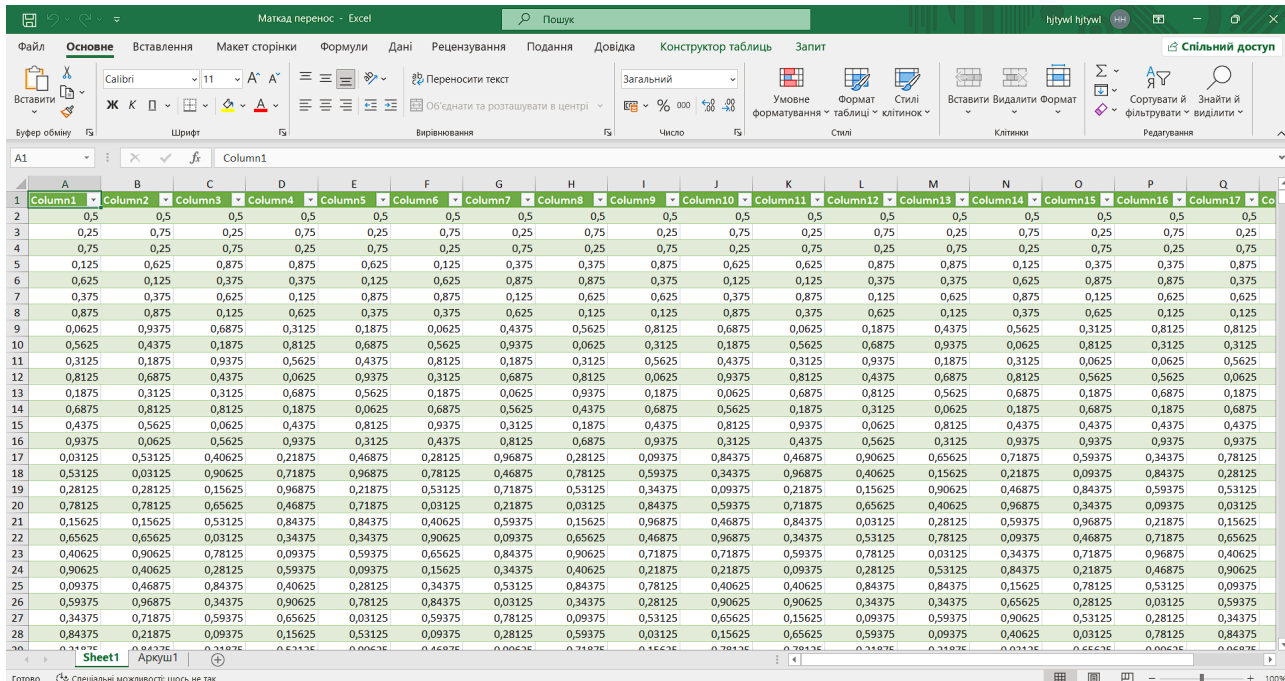 Маткад перенос - Excel
Пошук
hjtywl hjtywl HH
Файл Основне Вставлення Макет сторінки Формули Дані Рецензування Подання Довідка Конструктор таблиць Запит Спільний доступ
Calibri 11 Переносити текст Загальний
Вставити Ж К П Об'єднати та розташувати в центрі % 000 Умовне форматування Формат таблиці Стилі клітинок Вставити Видалити Формат Сортувати й фільтрувати Знайти й виділити
Буфер обміну Шрифт Вирівнювання Число Стилі Клітинки Редагування
A1 fx Column1
A B C D E F G H I J K L M N O P Q
1 Column1 Column2 Column3 Column4 Column5 Column6 Column7 Column8 Column9 Column10 Column11 Column12 Column13 Column14 Column15 Column16 Column17 Co
2 0,5 0,5 0,5 0,5 0,5 0,5 0,5 0,5 0,5 0,5 0,5 0,5 0,5 0,5 0,5 0,5 0,5
3 0,25 0,75 0,25 0,75 0,25 0,75 0,25 0,75 0,25 0,75 0,75 0,25 0,75 0,25 0,75 0,75 0,25
4 0,75 0,25 0,75 0,25 0,75 0,25 0,75 0,25 0,75 0,25 0,25 0,75 0,25 0,75 0,25 0,25 0,75
5 0,125 0,625 0,875 0,875 0,625 0,125 0,375 0,375 0,875 0,625 0,625 0,875 0,875 0,125 0,375 0,375 0,875
6 0,625 0,125 0,375 0,375 0,125 0,625 0,875 0,875 0,375 0,125 0,125 0,375 0,375 0,625 0,875 0,875 0,375
7 0,375 0,375 0,625 0,125 0,875 0,875 0,125 0,625 0,625 0,375 0,875 0,125 0,625 0,875 0,125 0,625 0,625
8 0,875 0,875 0,125 0,625 0,375 0,375 0,625 0,125 0,125 0,875 0,375 0,625 0,125 0,375 0,625 0,125 0,125
9 0,0625 0,9375 0,6875 0,3125 0,1875 0,0625 0,4375 0,5625 0,8125 0,6875 0,0625 0,1875 0,4375 0,5625 0,3125 0,8125 0,8125
10 0,5625 0,4375 0,1875 0,8125 0,6875 0,5625 0,9375 0,0625 0,3125 0,1875 0,5625 0,6875 0,9375 0,0625 0,8125 0,3125 0,3125
11 0,3125 0,1875 0,9375 0,5625 0,4375 0,8125 0,1875 0,3125 0,5625 0,4375 0,3125 0,9375 0,1875 0,3125 0,0625 0,0625 0,5625
12 0,8125 0,6875 0,4375 0,0625 0,9375 0,3125 0,6875 0,8125 0,0625 0,9375 0,8125 0,4375 0,6875 0,8125 0,5625 0,5625 0,0625
13 0,1875 0,3125 0,3125 0,6875 0,5625 0,1875 0,0625 0,9375 0,1875 0,0625 0,6875 0,8125 0,5625 0,6875 0,1875 0,6875 0,1875
14 0,6875 0,8125 0,8125 0,1875 0,0625 0,6875 0,5625 0,4375 0,6875 0,5625 0,1875 0,3125 0,0625 0,1875 0,6875 0,1875 0,6875
15 0,4375 0,5625 0,0625 0,4375 0,8125 0,9375 0,3125 0,1875 0,4375 0,8125 0,9375 0,0625 0,8125 0,4375 0,4375 0,4375 0,4375
16 0,9375 0,0625 0,5625 0,9375 0,3125 0,4375 0,8125 0,6875 0,9375 0,3125 0,4375 0,5625 0,3125 0,9375 0,9375 0,9375 0,9375
17 0,03125 0,53125 0,40625 0,21875 0,46875 0,28125 0,96875 0,28125 0,09375 0,84375 0,46875 0,90625 0,65625 0,71875 0,59375 0,34375 0,78125
18 0,53125 0,03125 0,90625 0,71875 0,96875 0,78125 0,46875 0,78125 0,59375 0,34375 0,96875 0,40625 0,15625 0,21875 0,09375 0,84375 0,28125
19 0,28125 0,28125 0,15625 0,96875 0,21875 0,53125 0,71875 0,53125 0,34375 0,09375 0,21875 0,15625 0,90625 0,46875 0,84375 0,59375 0,53125
20 0,78125 0,78125 0,65625 0,46875 0,71875 0,03125 0,21875 0,03125 0,84375 0,59375 0,71875 0,65625 0,40625 0,96875 0,34375 0,09375 0,03125
21 0,15625 0,15625 0,53125 0,84375 0,84375 0,40625 0,59375 0,15625 0,96875 0,46875 0,84375 0,03125 0,28125 0,59375 0,96875 0,21875 0,15625
22 0,65625 0,65625 0,03125 0,34375 0,34375 0,90625 0,09375 0,65625 0,46875 0,96875 0,34375 0,53125 0,78125 0,09375 0,46875 0,71875 0,65625
23 0,40625 0,90625 0,78125 0,09375 0,59375 0,65625 0,84375 0,90625 0,71875 0,71875 0,59375 0,78125 0,03125 0,34375 0,71875 0,96875 0,40625
24 0,90625 0,40625 0,28125 0,59375 0,09375 0,15625 0,34375 0,40625 0,21875 0,21875 0,09375 0,28125 0,53125 0,84375 0,21875 0,46875 0,90625
25 0,09375 0,46875 0,84375 0,40625 0,28125 0,34375 0,53125 0,84375 0,78125 0,40625 0,40625 0,84375 0,84375 0,15625 0,78125 0,53125 0,09375
26 0,59375 0,96875 0,34375 0,90625 0,78125 0,84375 0,03125 0,34375 0,28125 0,90625 0,90625 0,34375 0,34375 0,65625 0,28125 0,03125 0,59375
27 0,34375 0,71875 0,59375 0,65625 0,03125 0,59375 0,78125 0,09375 0,53125 0,65625 0,15625 0,09375 0,59375 0,90625 0,53125 0,28125 0,34375
28 0,84375 0,21875 0,09375 0,15625 0,53125 0,09375 0,28125 0,59375 0,03125 0,15625 0,65625 0,59375 0,09375 0,40625 0,03125 0,78125 0,84375
Sheet1 Аркуш1
Готово Спеціальні можливості: щось не так 100%